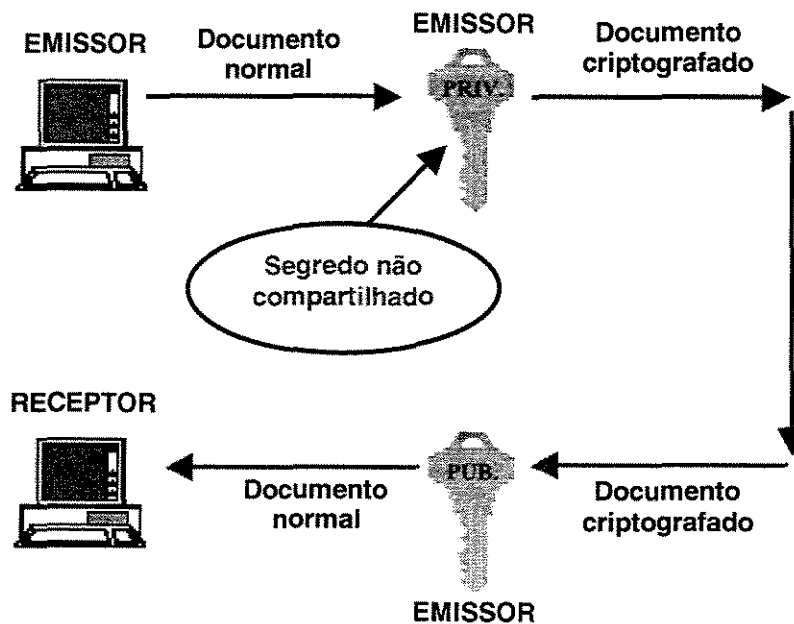 EMISSOR
Documento
normal
EMISSOR
PRIV.
Documento
criptografado
Segredo não
compartilhado
RECEPTOR
Documento
normal
PUB.
EMISSOR
Documento
criptografado